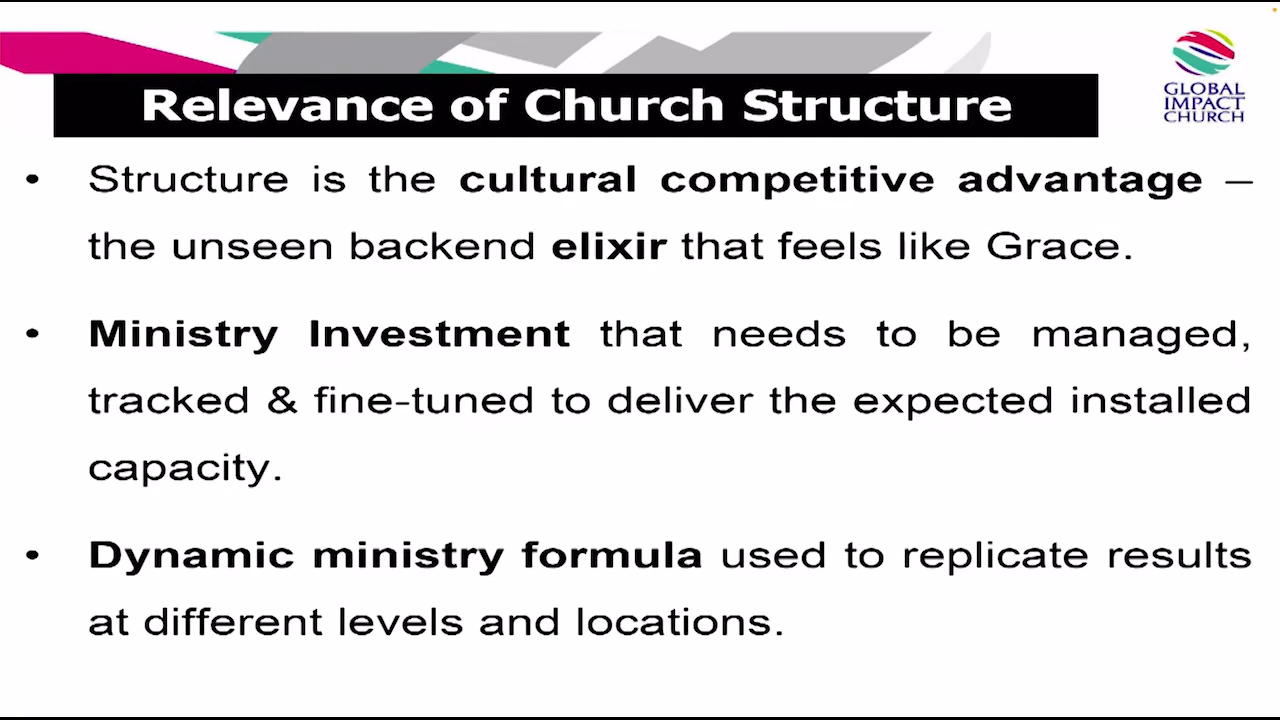 Relevance of Church Structure
GLOBAL
IMPACT
CHURCH
• Structure is the cultural competitive advantage –
the unseen backend elixir that feels like Grace.
• Ministry Investment that needs to be managed,
tracked & fine-tuned to deliver the expected installed
capacity.
• Dynamic ministry formula used to replicate results
at different levels and locations.